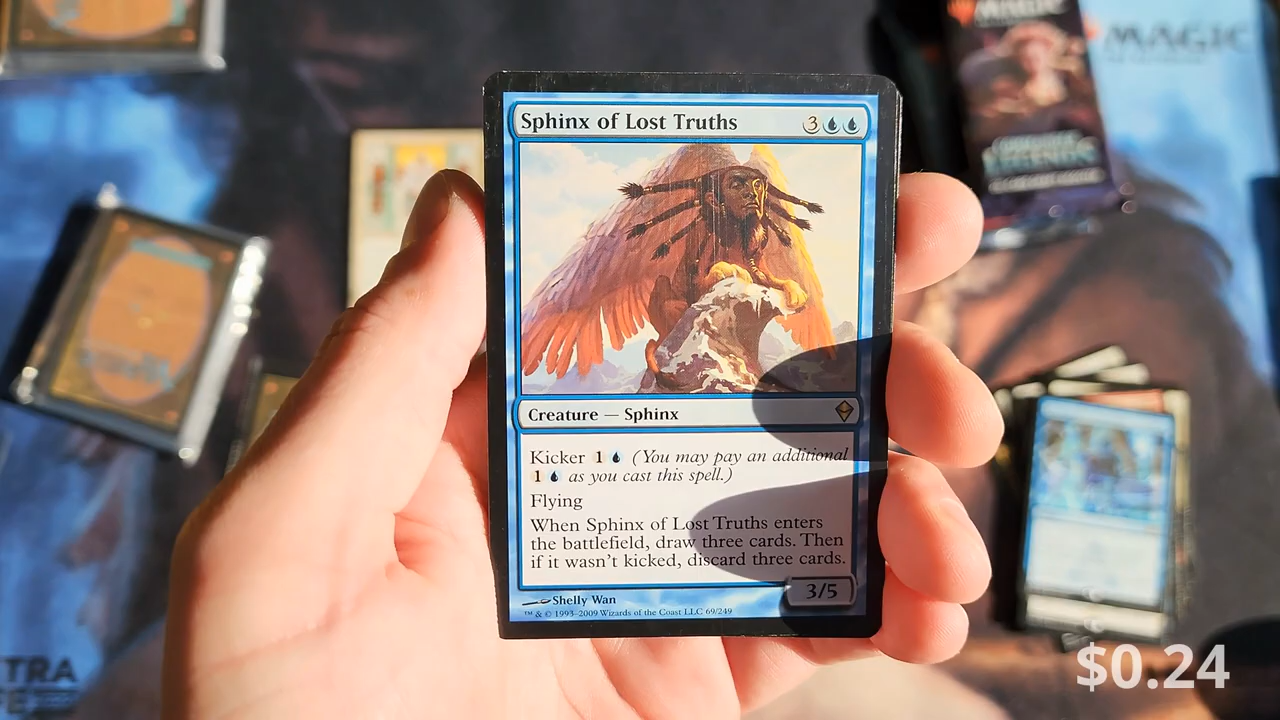 MAGIC
MAGIC
LEGENDS
Sphinx of Lost Truths 3
Creature — Sphinx
Kicker 1 (You may pay an additional
1 as you cast this spell.)
Flying
When Sphinx of Lost Truths enters
the battlefield, draw three cards. Then
if it wasn't kicked, discard three cards.
3/5
Shelly Wan
™ & © 1993–2009 Wizards of the Coast LLC 69/249
TRA
$0.24